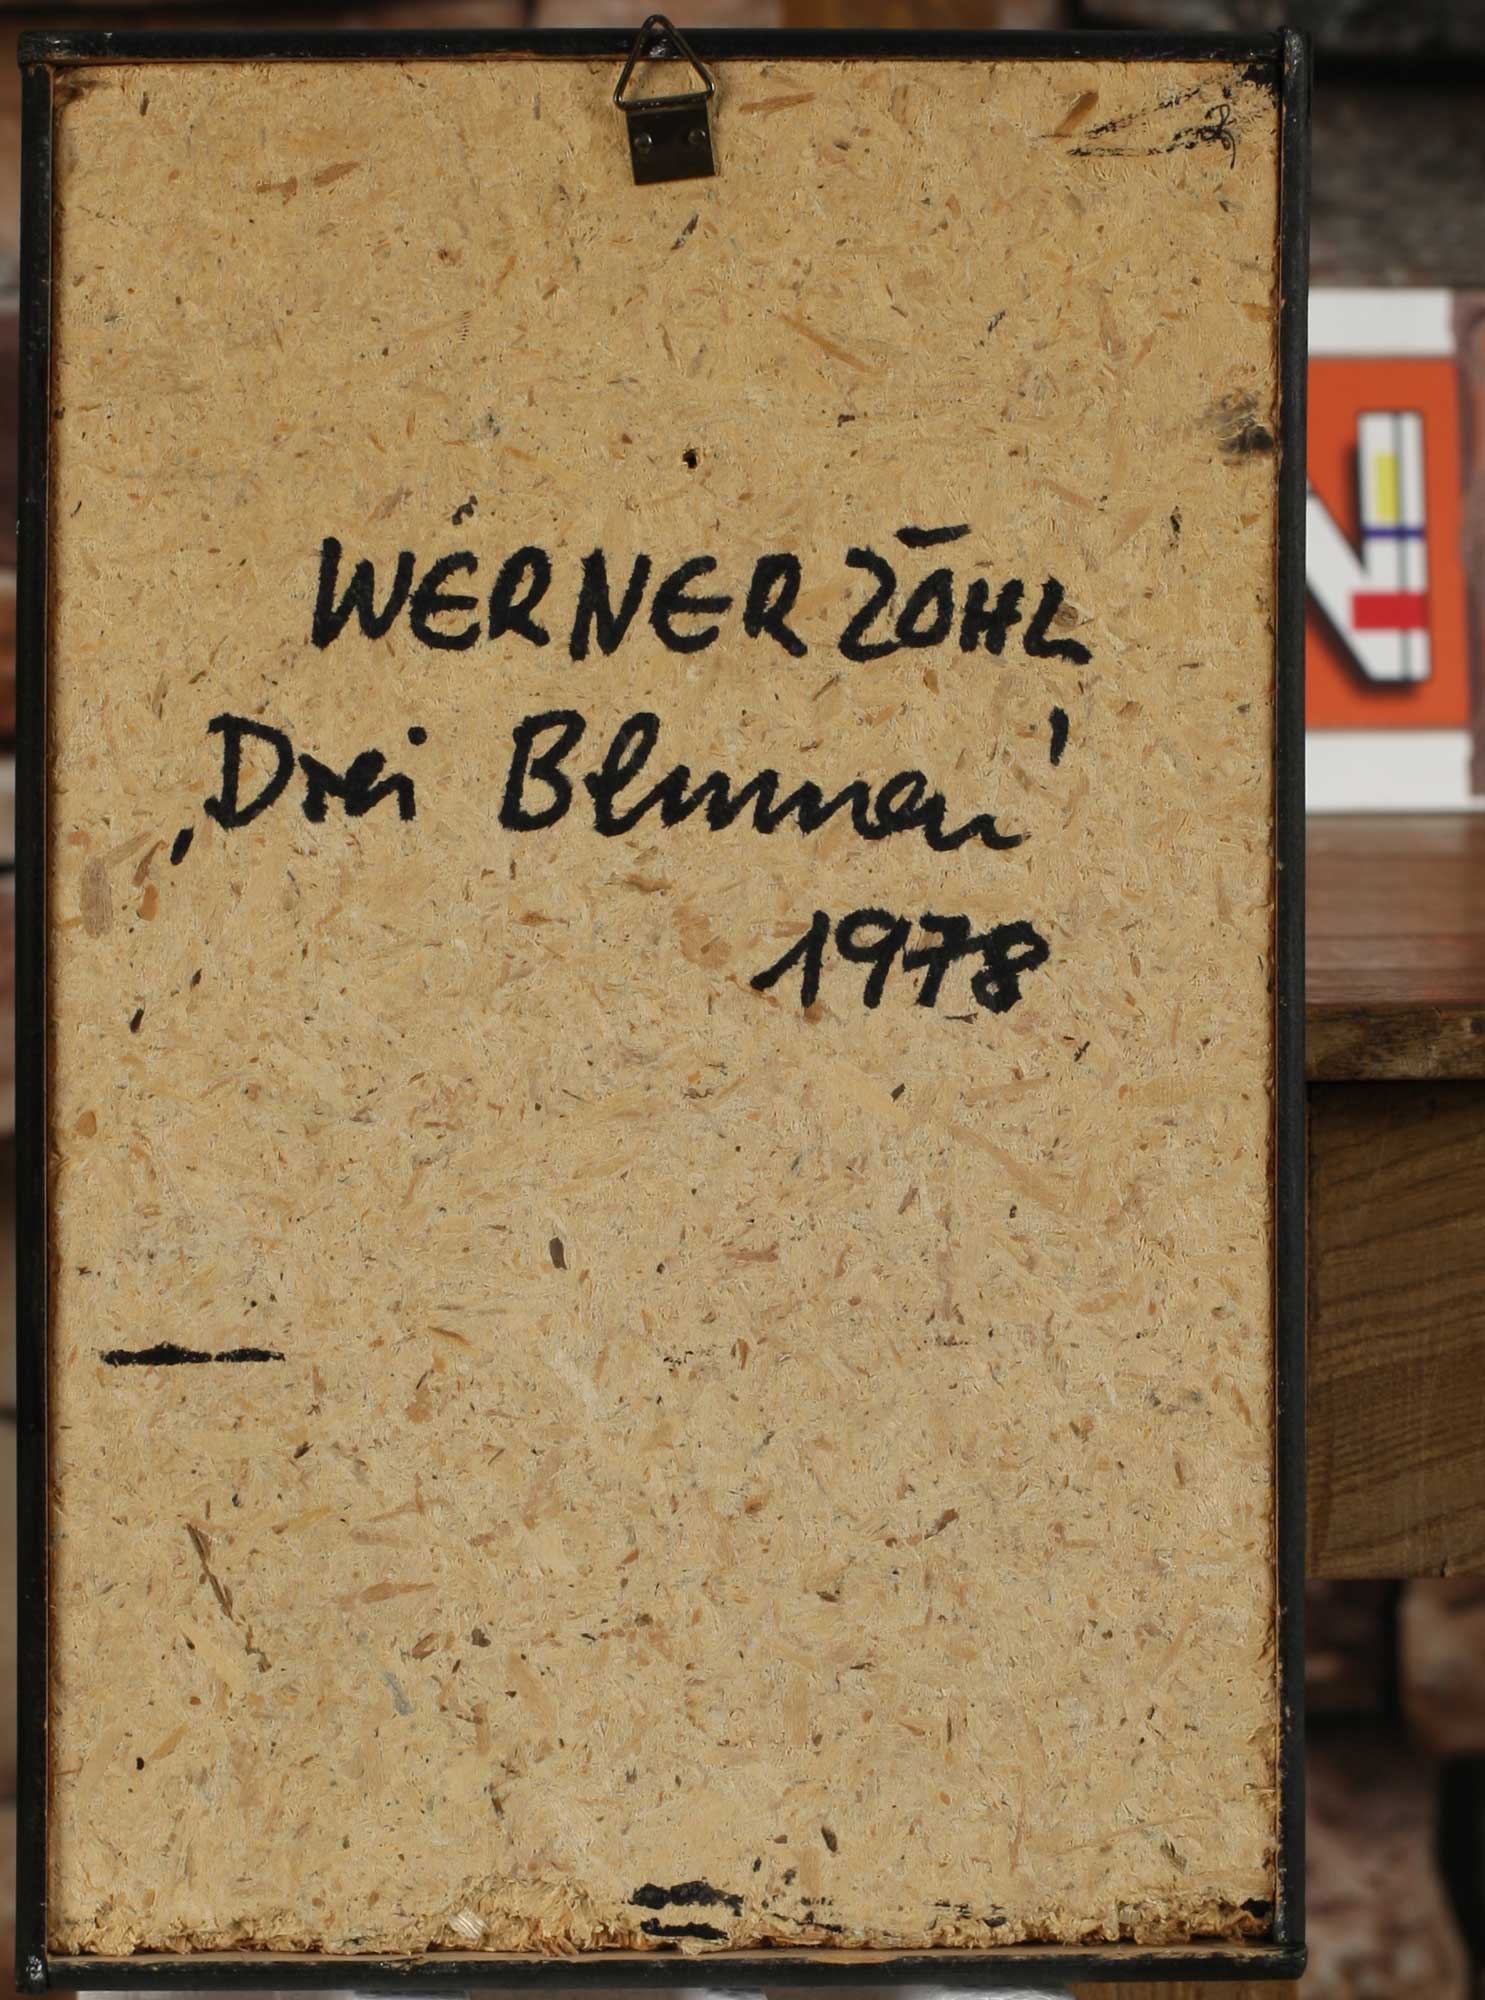 WERNER ZÖHL
‚Drei Blumen'
1978
N